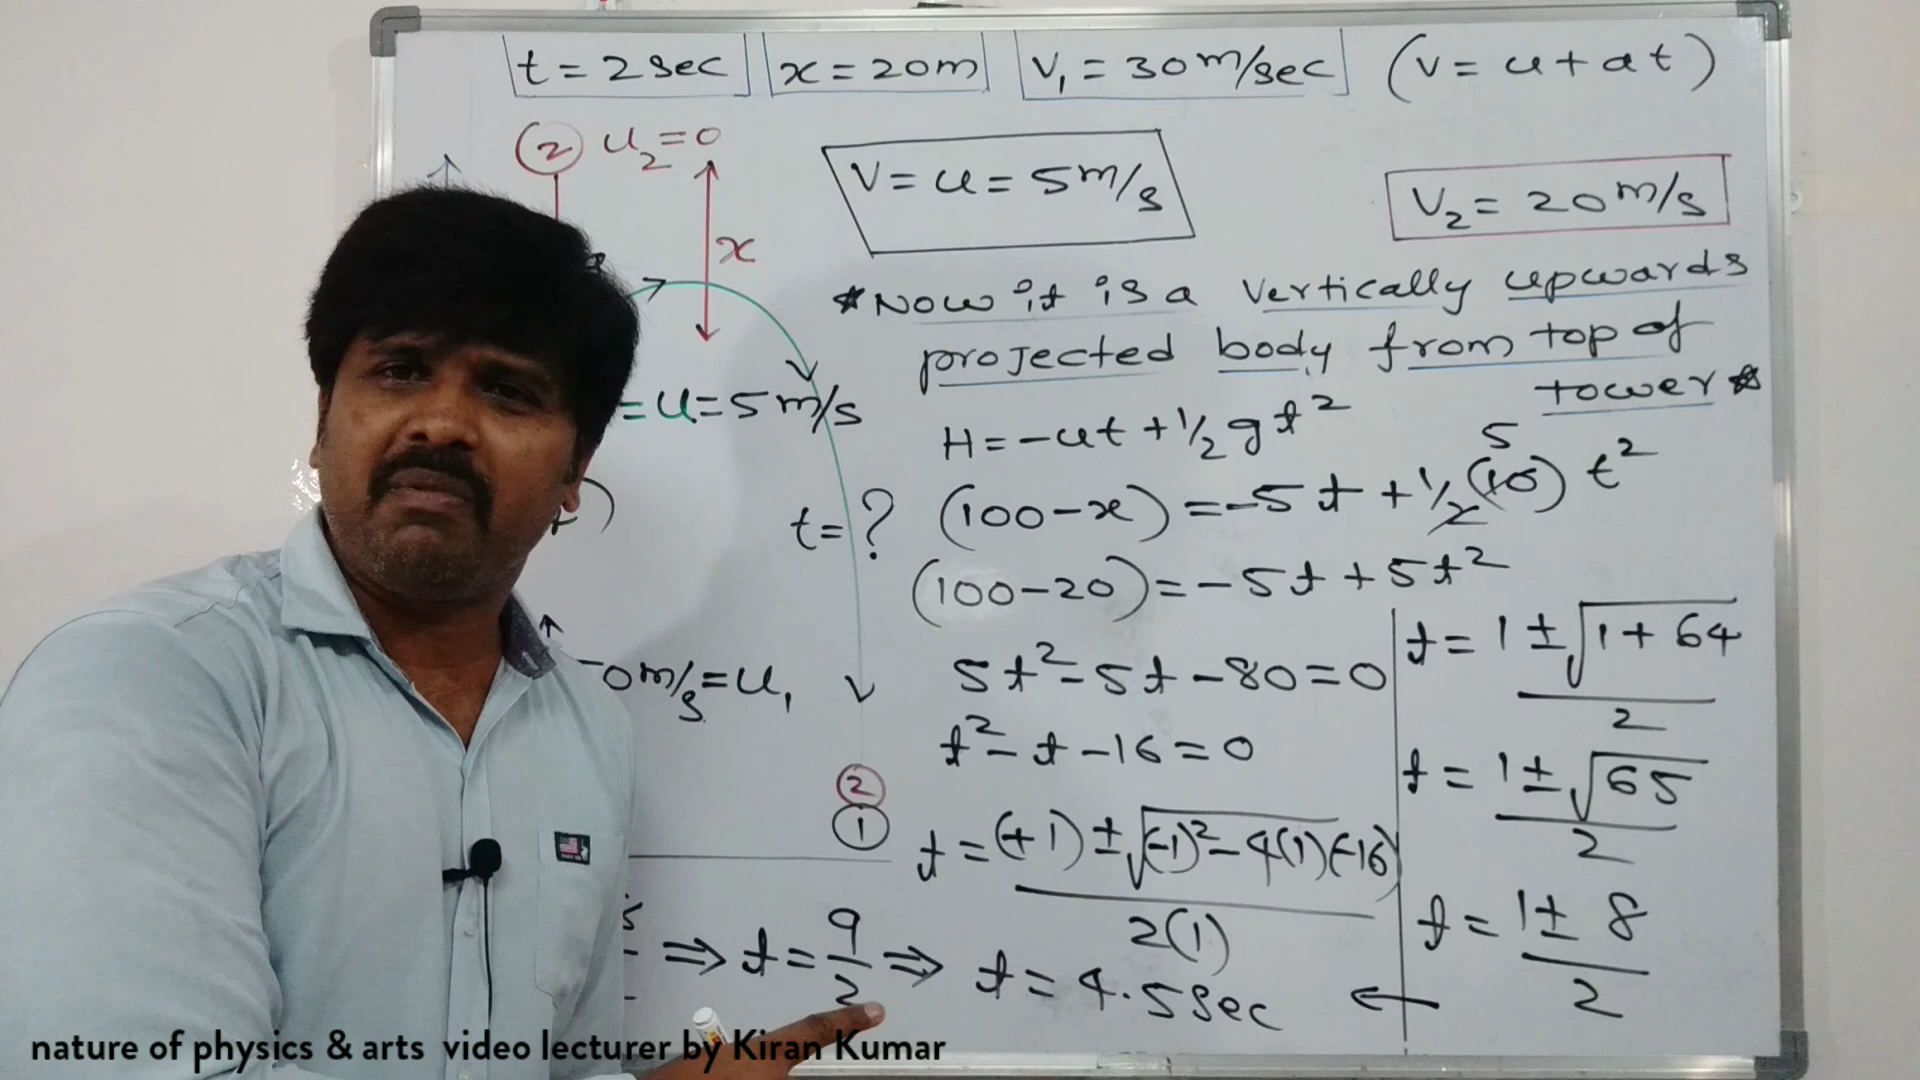 t = 2 sec x = 20m V₁ = 30 m/sec (V = u + at)
2 u₂ = 0
V = u = 5 m/s
V₂ = 20 m/s
x
*Now it is a vertically upwards
projected body from top of
tower*
= u = 5 m/s
H = -ut + 1/2 gt²
t = ?
(100 - x) = -5t + 1/2 (10) t²
5
(100 - 20) = -5t + 5t²
0 m/s = u₁
5t² - 5t - 80 = 0
t² - t - 16 = 0
2
1
t = (+1) ± √(-1)² - 4(1)(-16) / 2(1)
t = 1 ± √1 + 64 / 2
t = 1 ± √65 / 2
t = 1 ± 8 / 2
⇒ t = 9/2 ⇒ t = 4.5 sec ←
nature of physics & arts video lecturer by Kiran Kumar